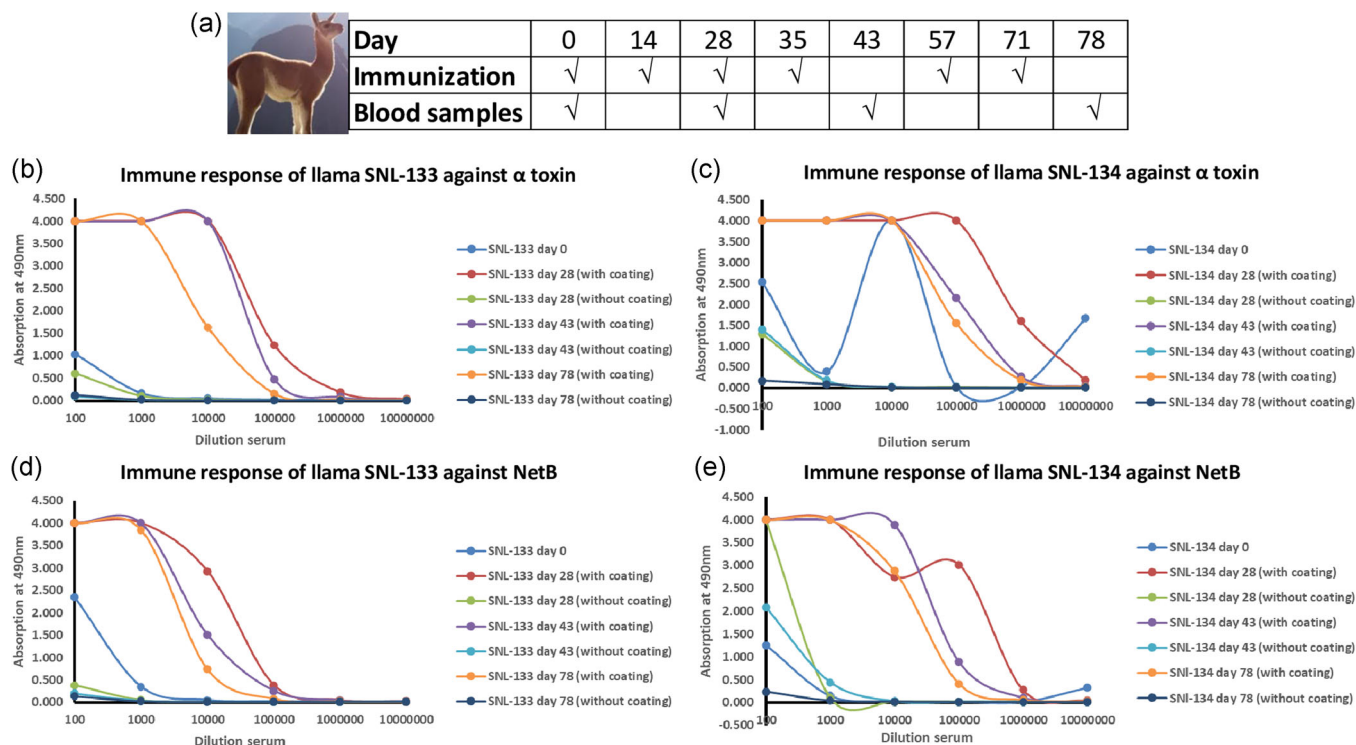 (a)
Day 0 14 28 35 43 57 71 78
Immunization √ √ √ √ √ √
Blood samples √ √ √ √
(b)
Immune response of llama SNL-133 against α toxin
4.500
4.000
3.500
3.000
2.500
2.000
1.500
1.000
0.500
0.000
Absorption at 490nm
100 1000 10000 100000 1000000 10000000
Dilution serum
SNL-133 day 0
SNL-133 day 28 (with coating)
SNL-133 day 28 (without coating)
SNL-133 day 43 (with coating)
SNL-133 day 43 (without coating)
SNL-133 day 78 (with coating)
SNL-133 day 78 (without coating)
(c)
Immune response of llama SNL-134 against α toxin
4.500
4.000
3.500
3.000
2.500
2.000
1.500
1.000
0.500
0.000
-0.500
-1.000
Absorption at 490nm
100 1000 10000 100000 1000000 10000000
Dilution serum
SNL-134 day 0
SNL-134 day 28 (with coating)
SNL-134 day 28 (without coating)
SNL-134 day 43 (with coating)
SNL-134 day 43 (without coating)
SNL-134 day 78 (with coating)
SNL-134 day 78 (without coating)
(d)
Immune response of llama SNL-133 against NetB
4.500
4.000
3.500
3.000
2.500
2.000
1.500
1.000
0.500
0.000
Absorption at 490nm
100 1000 10000 100000 1000000 10000000
Dilution serum
SNL-133 day 0
SNL-133 day 28 (with coating)
SNL-133 day 28 (without coating)
SNL-133 day 43 (with coating)
SNL-133 day 43 (without coating)
SNL-133 day 78 (with coating)
SNL-133 day 78 (without coating)
(e)
Immune response of llama SNL-134 against NetB
4.500
4.000
3.500
3.000
2.500
2.000
1.500
1.000
0.500
0.000
-0.500
Absorption at 490nm
100 1000 10000 100000 1000000 10000000
Dilution serum
SNL-134 day 0
SNL-134 day 28 (with coating)
SNL-134 day 28 (without coating)
SNL-134 day 43 (with coating)
SNL-134 day 43 (without coating)
SNL-134 day 78 (with coating)
SNL-134 day 78 (without coating)